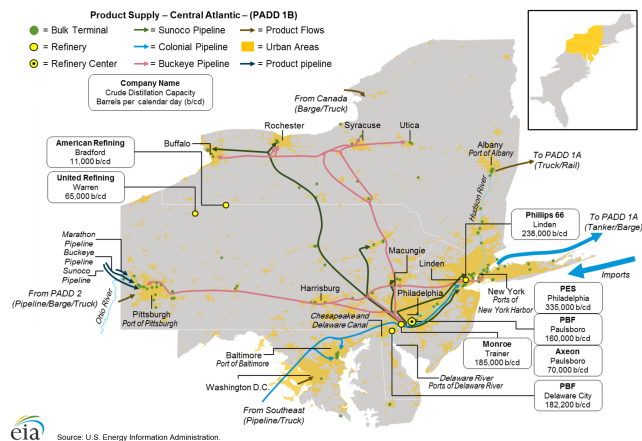 Product Supply – Central Atlantic – (PADD 1B)
= Bulk Terminal
= Sunoco Pipeline
= Product Flows
= Refinery
= Colonial Pipeline
= Urban Areas
= Refinery Center
= Buckeye Pipeline
= Product pipeline
Company Name
Crude Distillation Capacity
Barrels per calendar day (b/cd)
From Canada
(Barge/Truck)
Rochester
Syracuse
Utica
Buffalo
American Refining
Bradford
11,000 b/cd
Albany
Port of Albany
To PADD 1A
(Truck/Rail)
United Refining
Warren
65,000 b/cd
Hudson River
Phillips 66
Linden
238,000 b/cd
To PADD 1A
(Tanker/Barge)
Marathon
Pipeline
Buckeye
Pipeline
Sunoco
Pipeline
Macungie
Linden
Imports
From PADD 2
(Pipeline/Barge/Truck)
Ohio River
Pittsburgh
Port of Pittsburgh
Harrisburg
Philadelphia
New York
Ports of
New York Harbor
PES
Philadelphia
335,000 b/cd
Chesapeake and
Delaware Canal
PBF
Paulsboro
160,000 b/cd
Baltimore
Port of Baltimore
Monroe
Trainer
185,000 b/cd
Axeon
Paulsboro
70,000 b/cd
Washington D.C.
Delaware River
Ports of Delaware River
PBF
Delaware City
182,200 b/cd
From Southeast
(Pipeline/Truck)
eia
Source: U.S. Energy Information Administration.